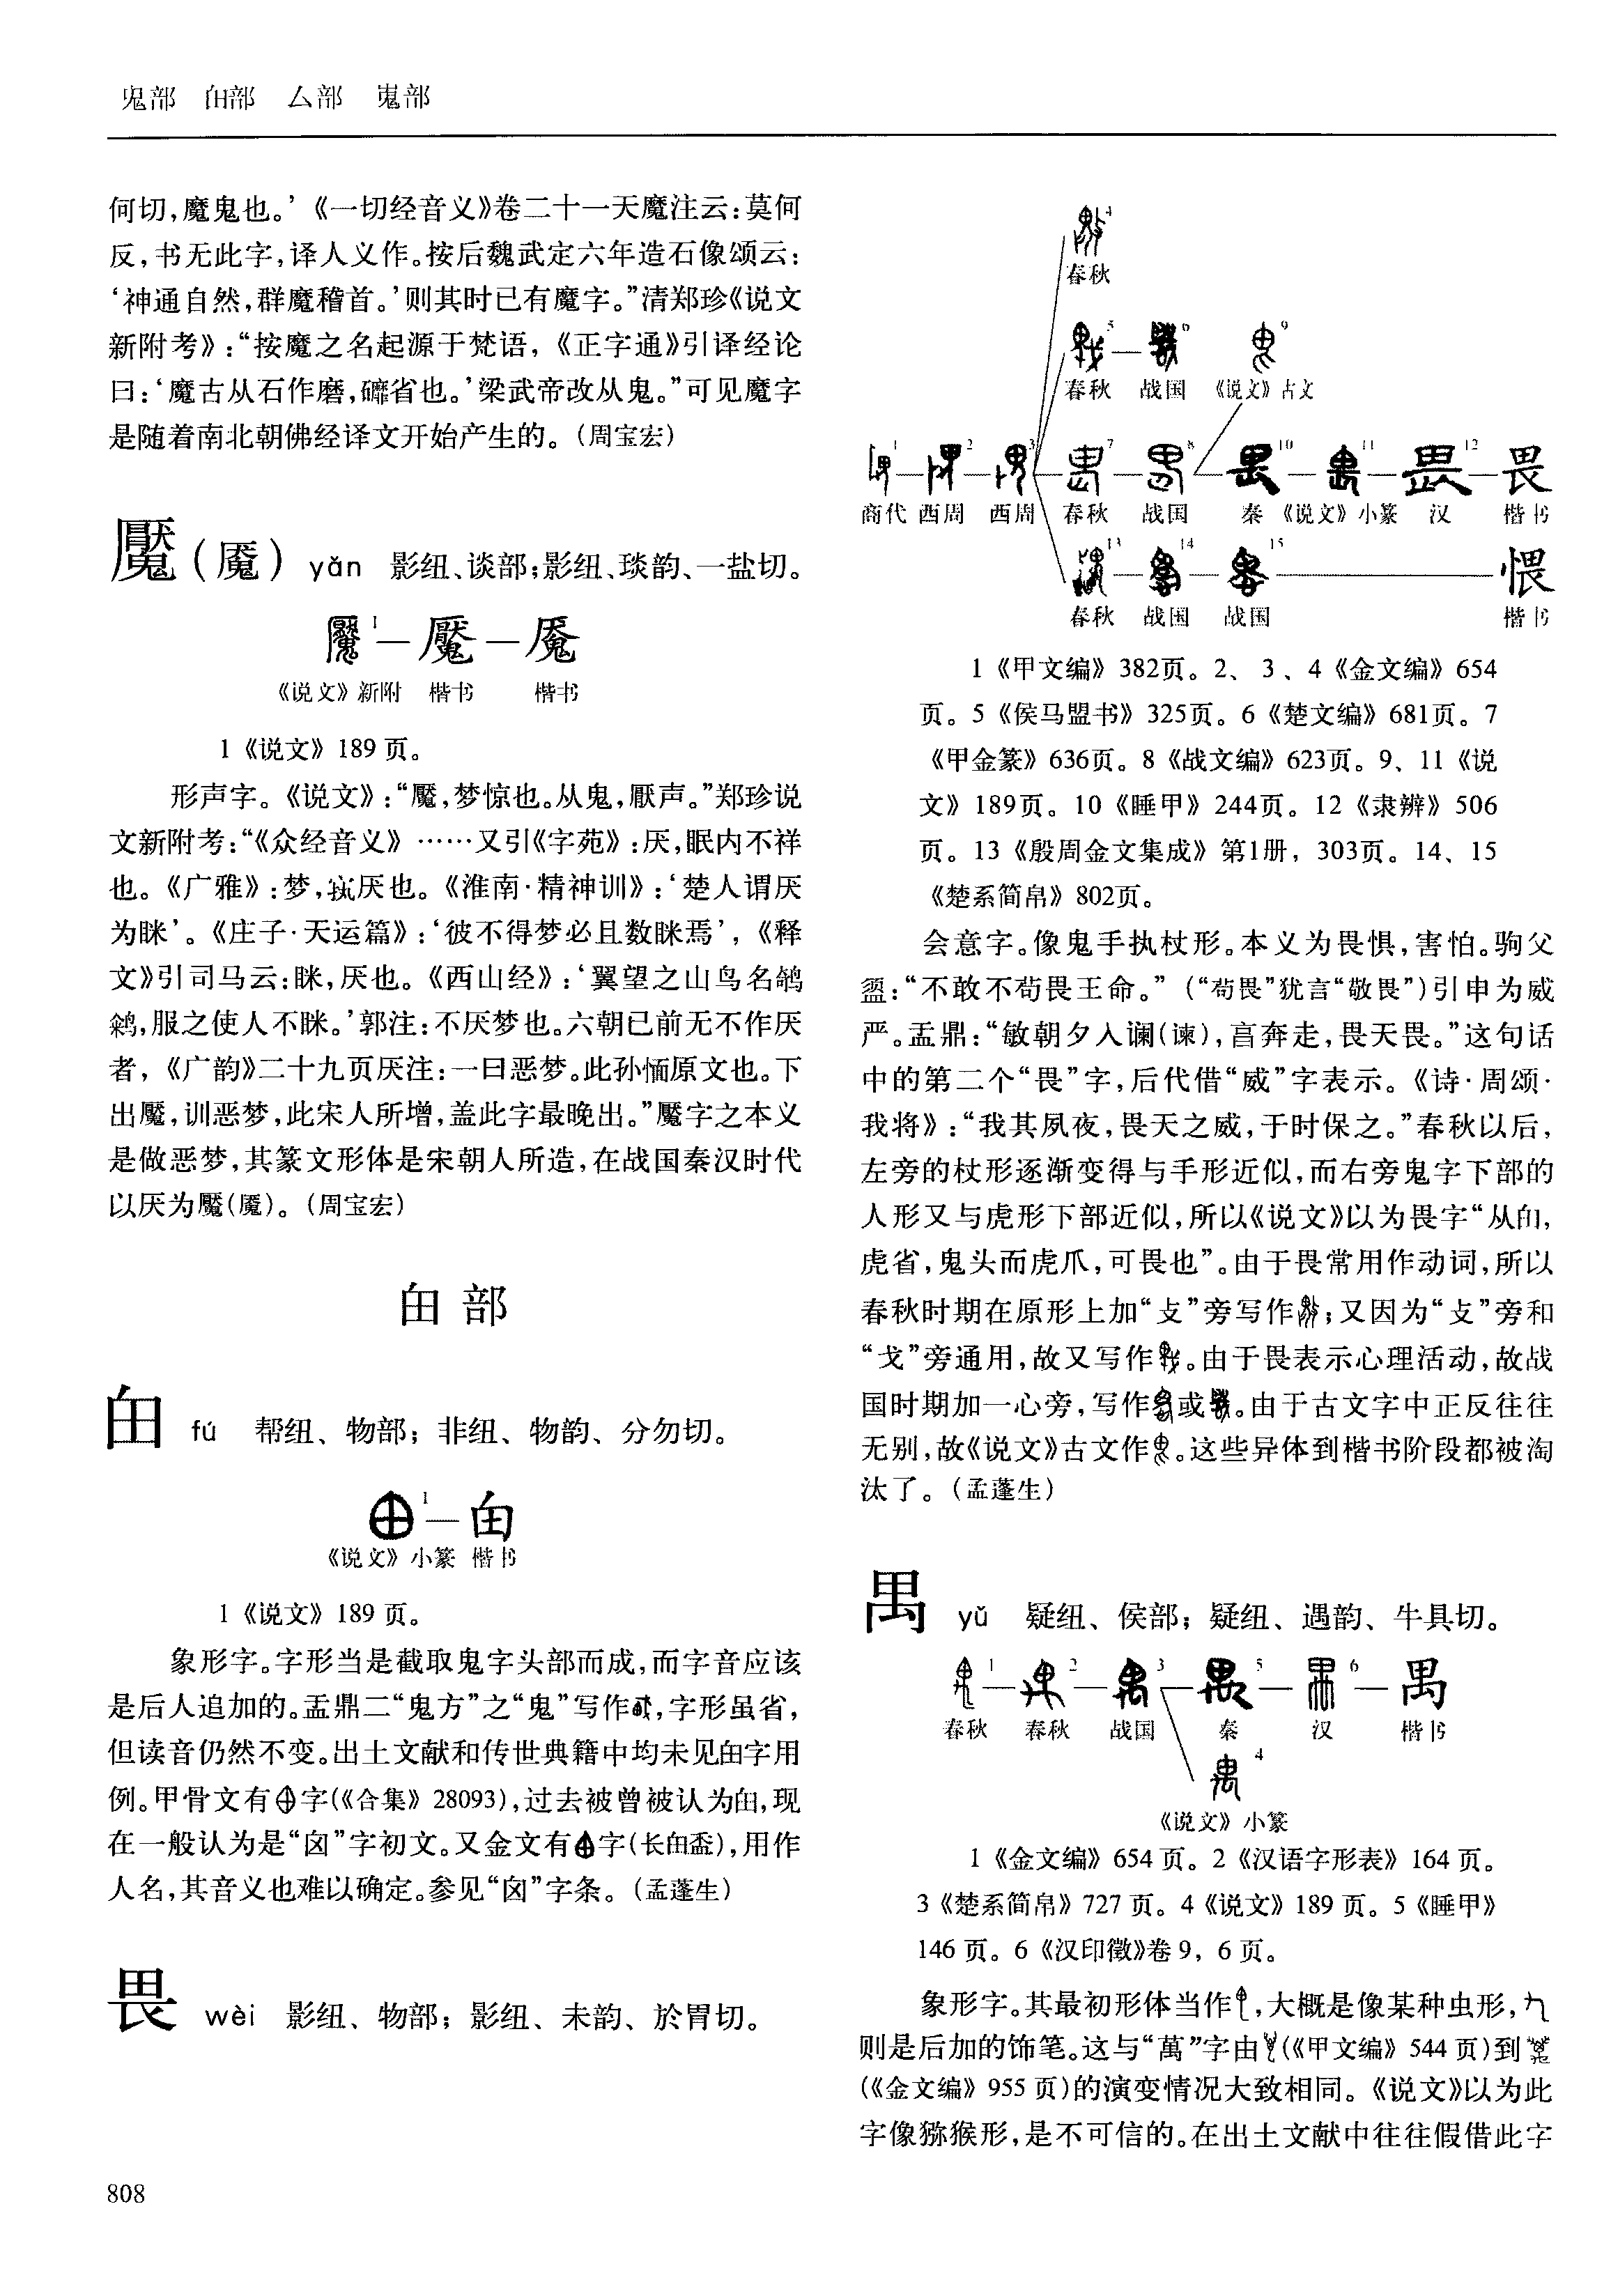 鬼部　甶部　厶部　嵬部
何切，魔鬼也。’《一切经音义》卷二十一天魔注云：莫何
反，书无此字，译人义作。按后魏武定六年造石像颂云：
‘神通自然，群魔稽首。’则其时已有魔字。”清郑珍《说文
新附考》：“按魔之名起源于梵语，《正字通》引译经论
曰：‘魔古从石作磨，礳省也。’梁武帝改从鬼。”可见魔字
是随着南北朝佛经译文开始产生的。（周宝宏）
魘（魇） yǎn 影纽、谈部；影纽、琰韵、一盐切。
魘1—魘—魇
《说文》新附 楷书 楷书
1《说文》189页。
形声字。《说文》：“魘，梦惊也。从鬼，厭声。”郑珍说
文新附考：“《众经音义》……又引《字苑》：厌，眠内不祥
也。《广雅》：梦，厌也。《淮南·精神训》：‘楚人谓厌
为眯’。《庄子·天运篇》：‘彼不得梦必且数眯焉’，《释
文》引司马云：眯，厌也。《西山经》：‘翼望之山鸟名鸰
鹈，服之使人不眯。’郭注：不厌梦也。六朝已前无不作厌
者，《广韵》二十九页厌注：一曰恶梦。此孙愐原文也。下
出魘，训恶梦，此宋人所增，盖此字最晚出。”魘字之本义
是做恶梦，其篆文形体是宋朝人所造，在战国秦汉时代
以厌为魘（魇）。（周宝宏）
甶部
甶 fú 帮纽、物部；非纽、物韵、分勿切。
1—甶
《说文》小篆 楷书
1《说文》189页。
象形字。字形当是截取鬼字头部而成，而字音应该
是后人追加的。盂鼎二“鬼方”之“鬼”写作，字形虽省，
但读音仍然不变。出土文献和传世典籍中均未见甶字用
例。甲骨文有字（《合集》28093），过去被曾被认为甶，现
在一般认为是“囟”字初文。又金文有字（长甶盉），用作
人名，其音义也难以确定。参见“囟”字条。（孟蓬生）
畏 wèi 影纽、物部；影纽、未韵、於胃切。
4
春秋
5 6 9
春秋 战国 《说文》古文
1 2 3 7 8 10 11 12 畏
商代 西周 西周 春秋 战国 秦 《说文》小篆 汉 楷书
13 14 15 愄
春秋 战国 战国 楷书
1《甲文编》382页。2、3、4《金文编》654
页。5《侯马盟书》325页。6《楚文编》681页。7
《甲金篆》636页。8《战文编》623页。9、11《说
文》189页。10《睡甲》244页。12《隶辨》506
页。13《殷周金文集成》第1册，303页。14、15
《楚系简帛》802页。
会意字。像鬼手执杖形。本义为畏惧，害怕。驹父
盨：“不敢不苟畏王命。”（“苟畏”犹言“敬畏”）引申为威
严。盂鼎：“敏朝夕入谰（谏），亯奔走，畏天畏。”这句话
中的第二个“畏”字，后代借“威”字表示。《诗·周颂·
我将》：“我其夙夜，畏天之威，于时保之。”春秋以后，
左旁的杖形逐渐变得与手形近似，而右旁鬼字下部的
人形又与虎形下部近似，所以《说文》以为畏字“从甶，
虎省，鬼头而虎爪，可畏也”。由于畏常用作动词，所以
春秋时期在原形上加“攴”旁写作；又因为“攴”旁和
“戈”旁通用，故又写作。由于畏表示心理活动，故战
国时期加一心旁，写作或。由于古文字中正反往往
无别，故《说文》古文作。这些异体到楷书阶段都被淘
汰了。（孟蓬生）
禺 yǔ 疑纽、侯部；疑纽、遇韵、牛具切。
1 2 3 5 6 禺
春秋 春秋 战国 秦 汉 楷书
4
《说文》小篆
1《金文编》654页。2《汉语字形表》164页。
3《楚系简帛》727页。4《说文》189页。5《睡甲》
146页。6《汉印徵》卷9，6页。
象形字。其最初形体当作，大概是像某种虫形，
则是后加的饰笔。这与“萬”字由（《甲文编》544页）到
（《金文编》955页）的演变情况大致相同。《说文》以为此
字像猕猴形，是不可信的。在出土文献中往往假借此字
808